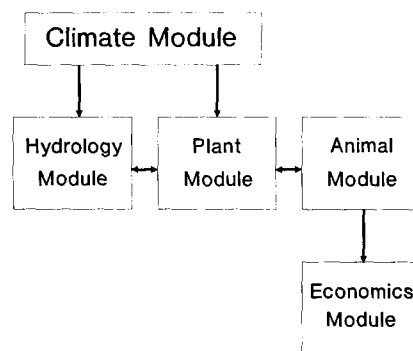 Climate Module
Hydrology
Module
Plant
Module
Animal
Module
Economics
Module